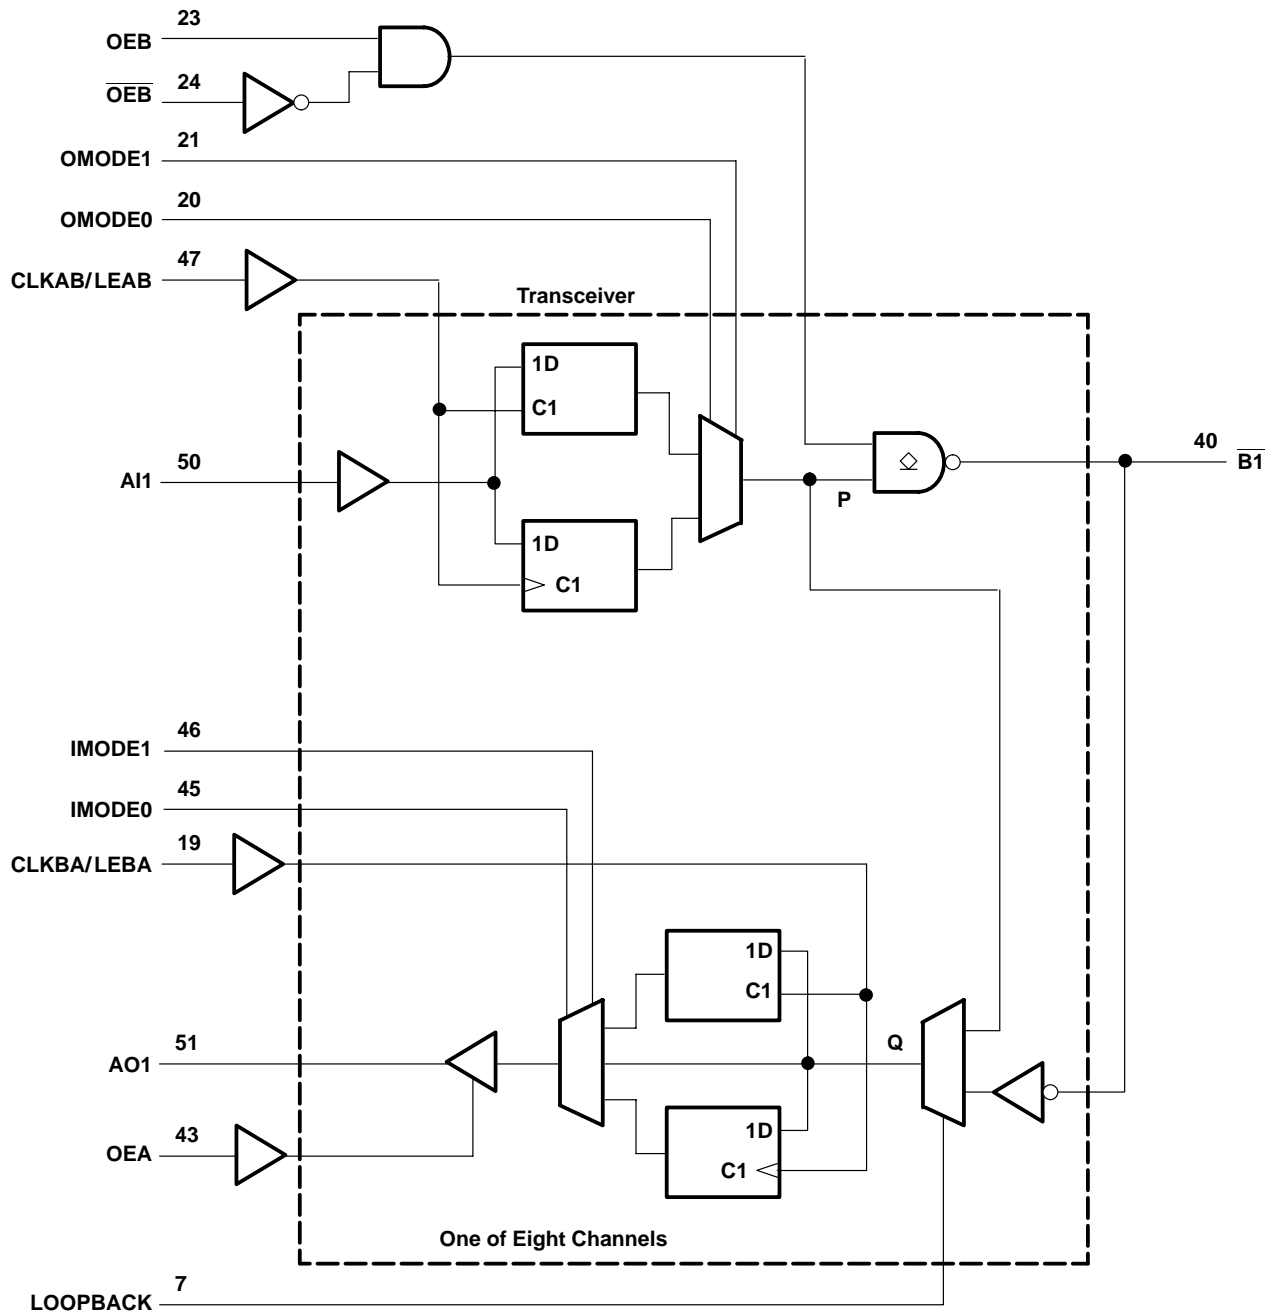 23
OEB
24
O̅E̅B̅
21
OMODE1
20
OMODE0
47
CLKAB/LEAB
Transceiver
1D
C1
50
AI1
40
B̅1̅
P
1D
C1
46
IMODE1
45
IMODE0
19
CLKBA/LEBA
1D
C1
51
AO1
Q
43
OEA
1D
C1
One of Eight Channels
7
LOOPBACK